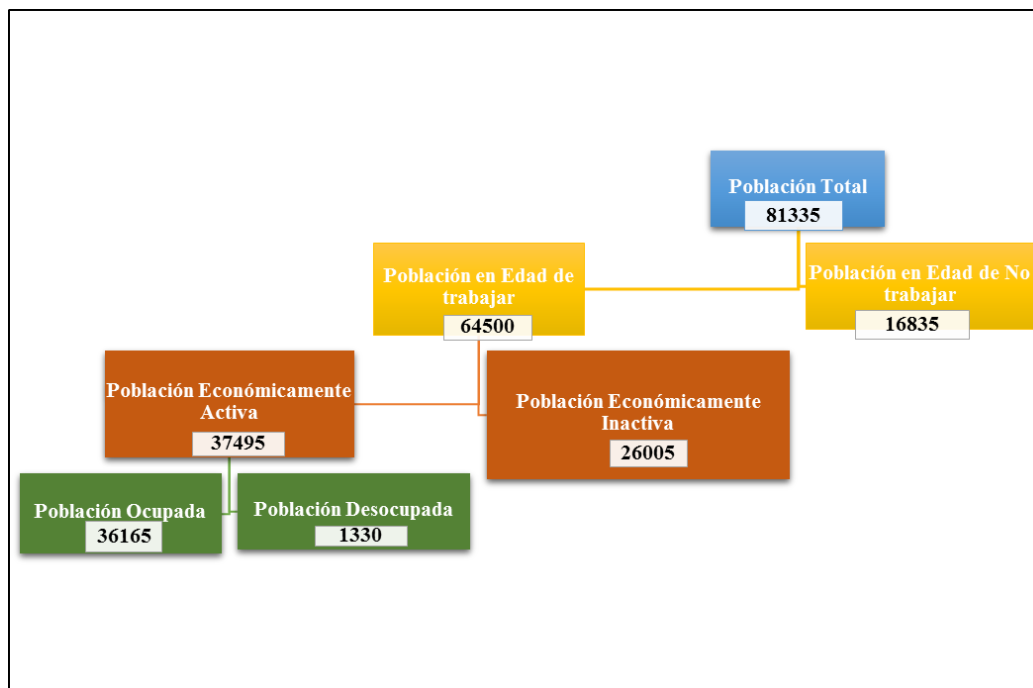 Población Total
81335
Población en Edad de
trabajar
64500
Población en Edad de No
trabajar
16835
Población Económicamente
Activa
37495
Población Económicamente
Inactiva
26005
Población Ocupada
36165
Población Desocupada
1330